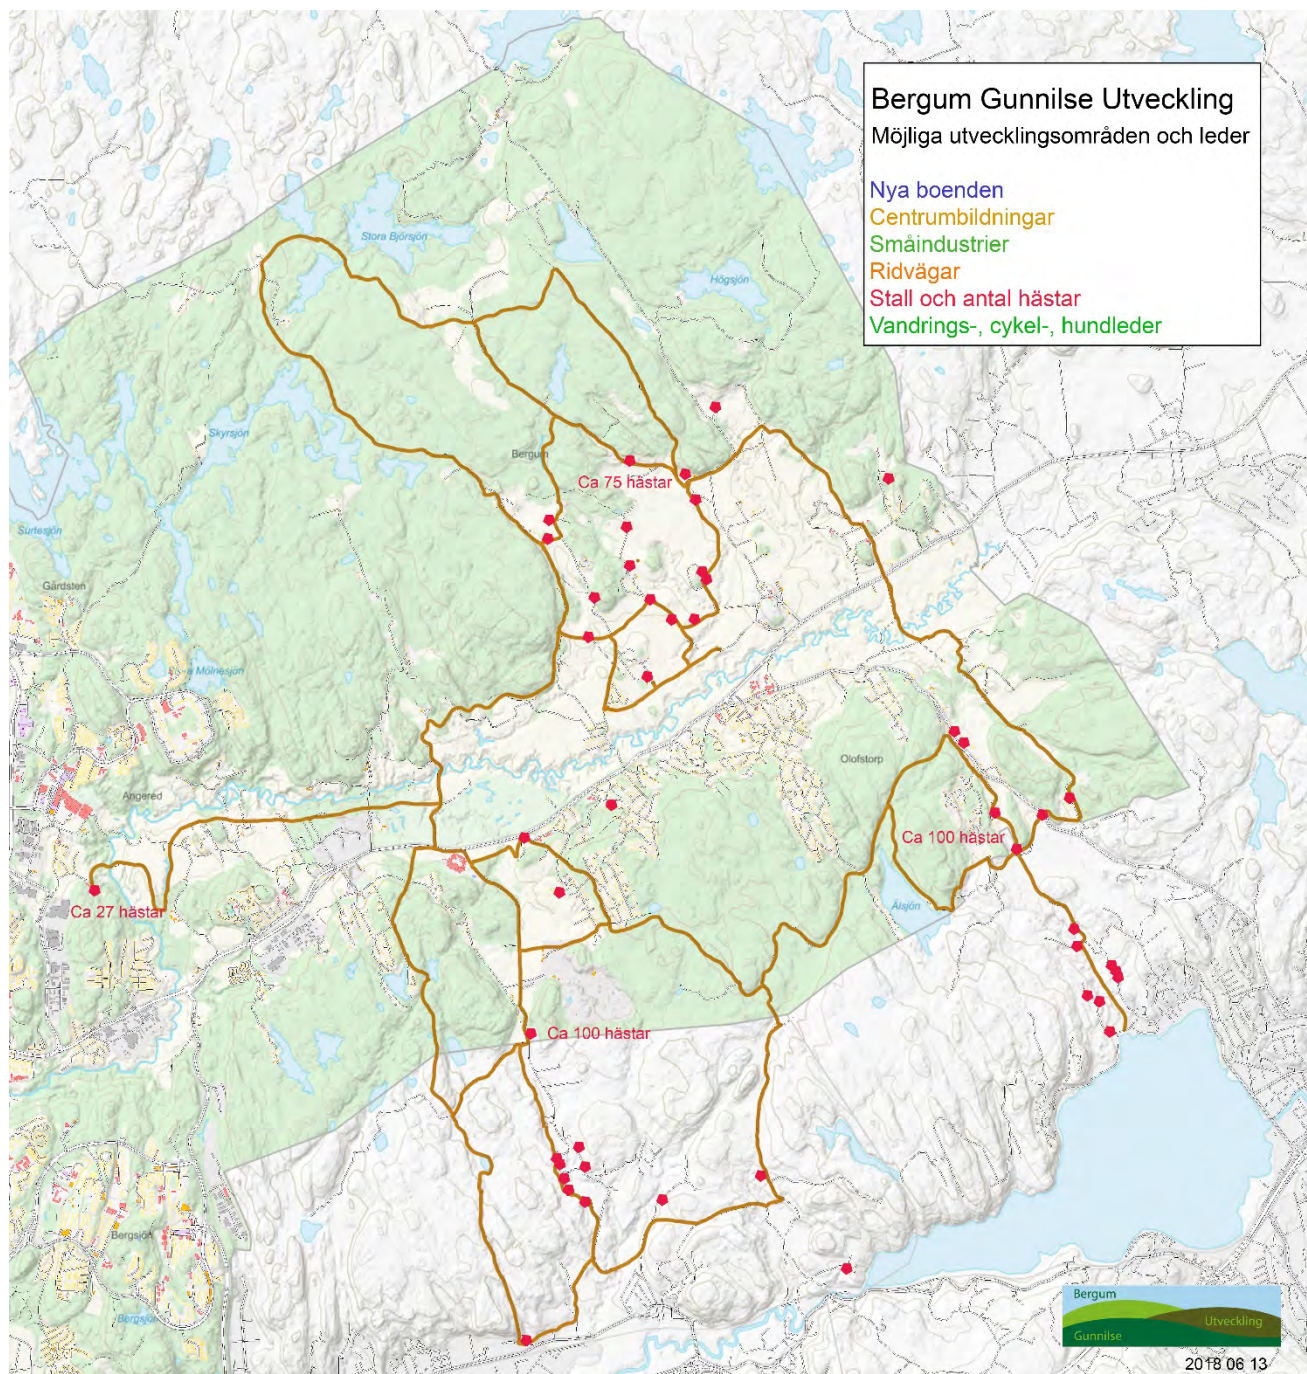 Bergum Gunnilse Utveckling
Möjliga utvecklingsområden och leder
Nya boenden
Centrumbildningar
Småindustrier
Ridvägar
Stall och antal hästar
Vandrings-, cykel-, hundleder
Stora Björsjön
Högsjön
Skyrsjön
Bergum
Ca 75 hästar
Surtesjön
Gårdsten
Mölnesjön
Olofstorp
Angered
Ca 100 hästar
Ca 27 hästar
Älsjön
Ca 100 hästar
Bergsjön
Bergsjön
Bergum
Utveckling
Gunnilse
2018 06 13